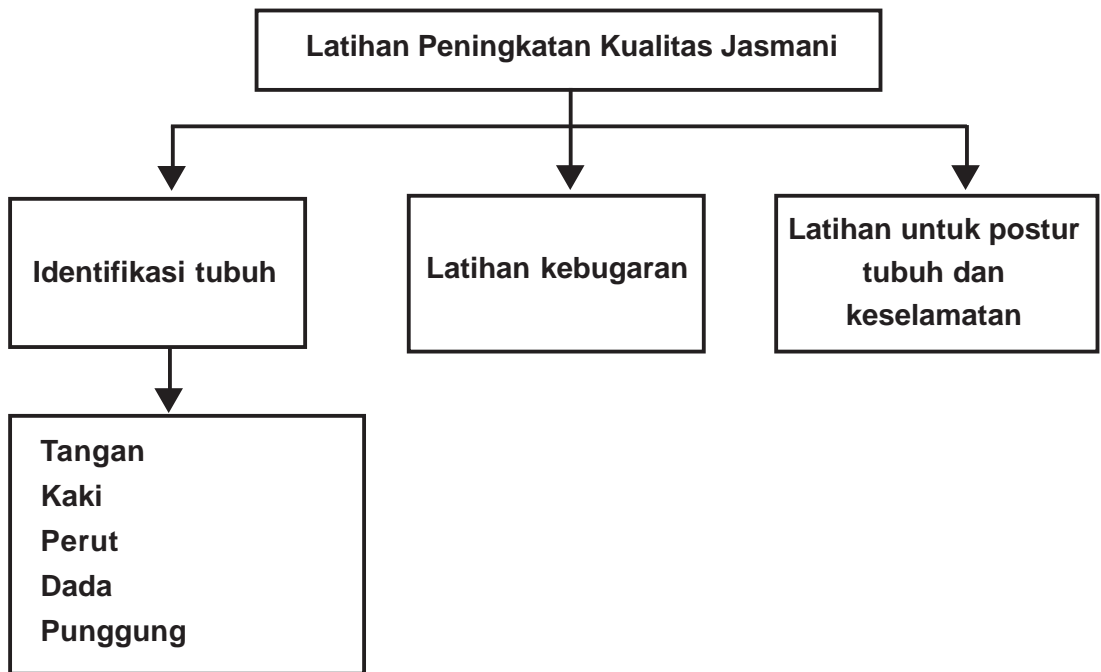 Latihan Peningkatan Kualitas Jasmani
Identifikasi tubuh
Latihan kebugaran
Latihan untuk postur
tubuh dan
keselamatan
Tangan
Kaki
Perut
Dada
Punggung